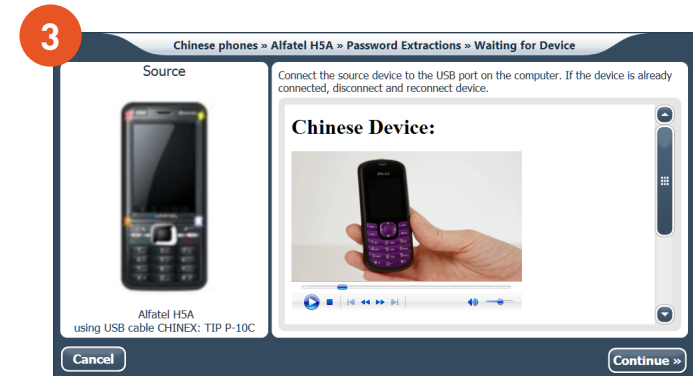 3
Chinese phones » Alfatel H5A » Password Extractions » Waiting for Device
Source
Connect the source device to the USB port on the computer. If the device is already
connected, disconnect and reconnect device.
Chinese Device:
Alfatel H5A
using USB cable CHINEX: TIP P-10C
Cancel
Continue »